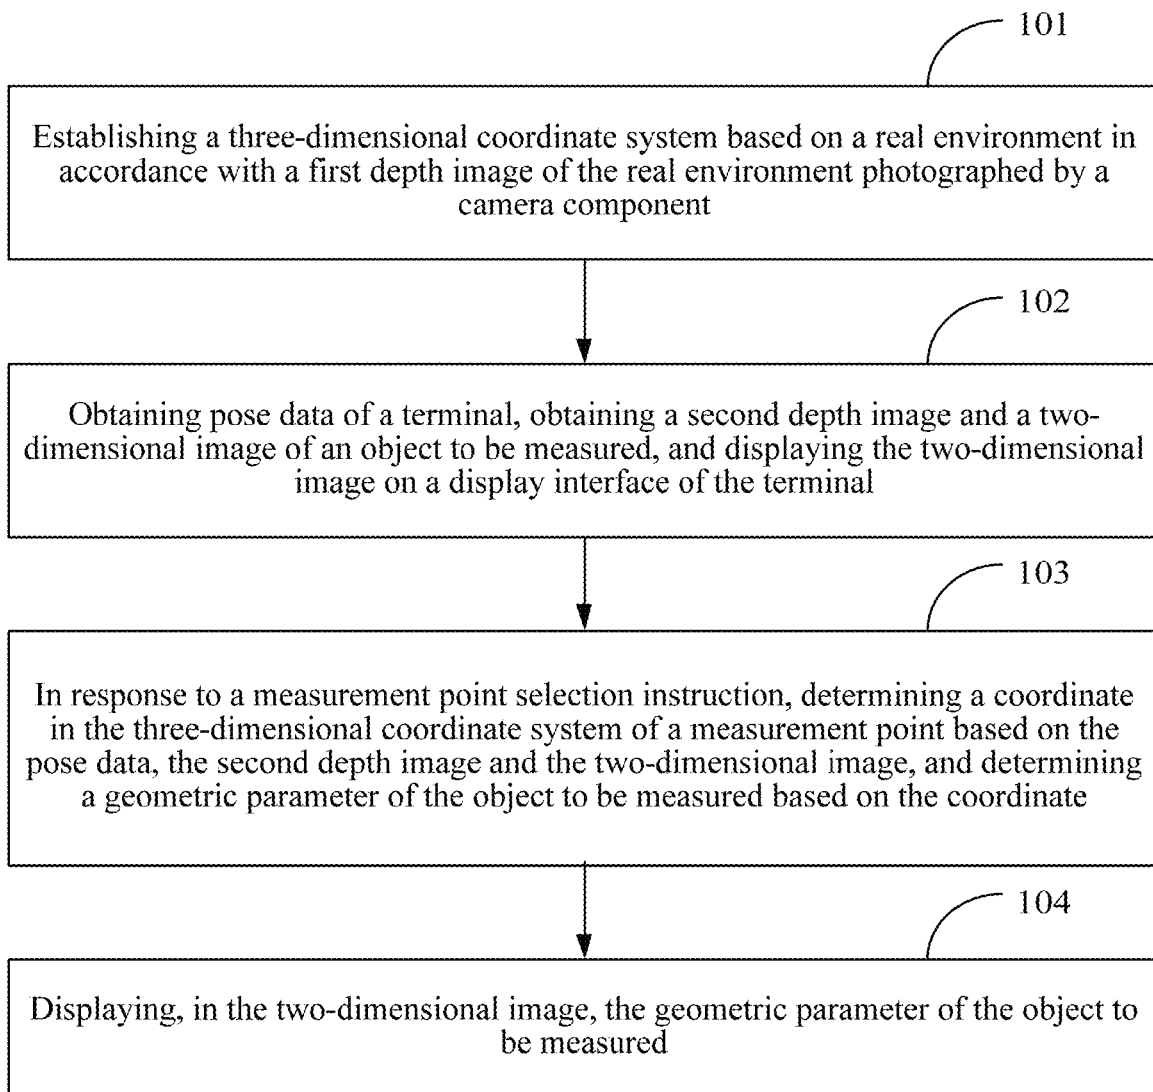 101
Establishing a three-dimensional coordinate system based on a real environment in
accordance with a first depth image of the real environment photographed by a
camera component
102
Obtaining pose data of a terminal, obtaining a second depth image and a two-
dimensional image of an object to be measured, and displaying the two-dimensional
image on a display interface of the terminal
103
In response to a measurement point selection instruction, determining a coordinate
in the three-dimensional coordinate system of a measurement point based on the
pose data, the second depth image and the two-dimensional image, and determining
a geometric parameter of the object to be measured based on the coordinate
104
Displaying, in the two-dimensional image, the geometric parameter of the object to
be measured